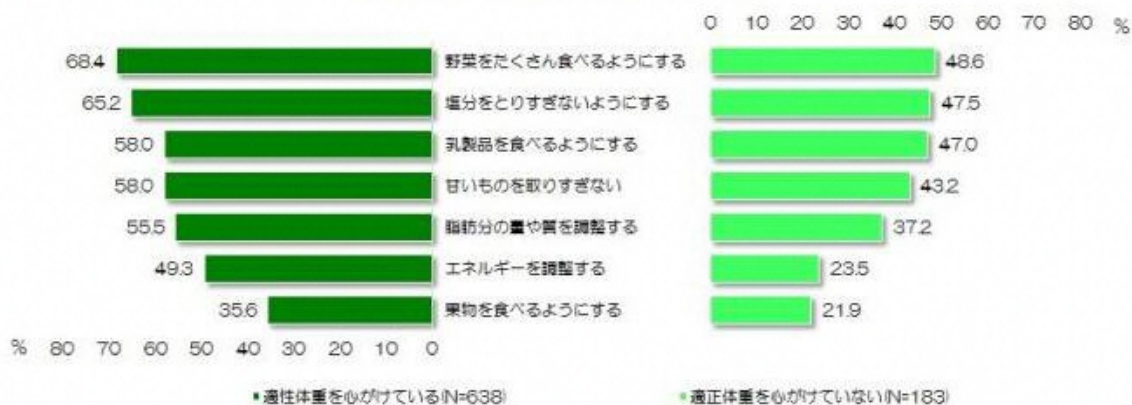 0 10 20 30 40 50 60 70 80 %
68.4 野菜をたくさん食べるようにする 48.6
65.2 塩分をとりすぎないようにする 47.5
58.0 乳製品を食べるようにする 47.0
58.0 甘いものを取りすぎない 43.2
55.5 脂肪分の量や質を調整する 37.2
49.3 エネルギーを調整する 23.5
35.6 果物を食べるようにする 21.9
% 80 70 60 50 40 30 20 10 0
適性体重を心がけている(N=638) 適正体重を心がけていない(N=183)